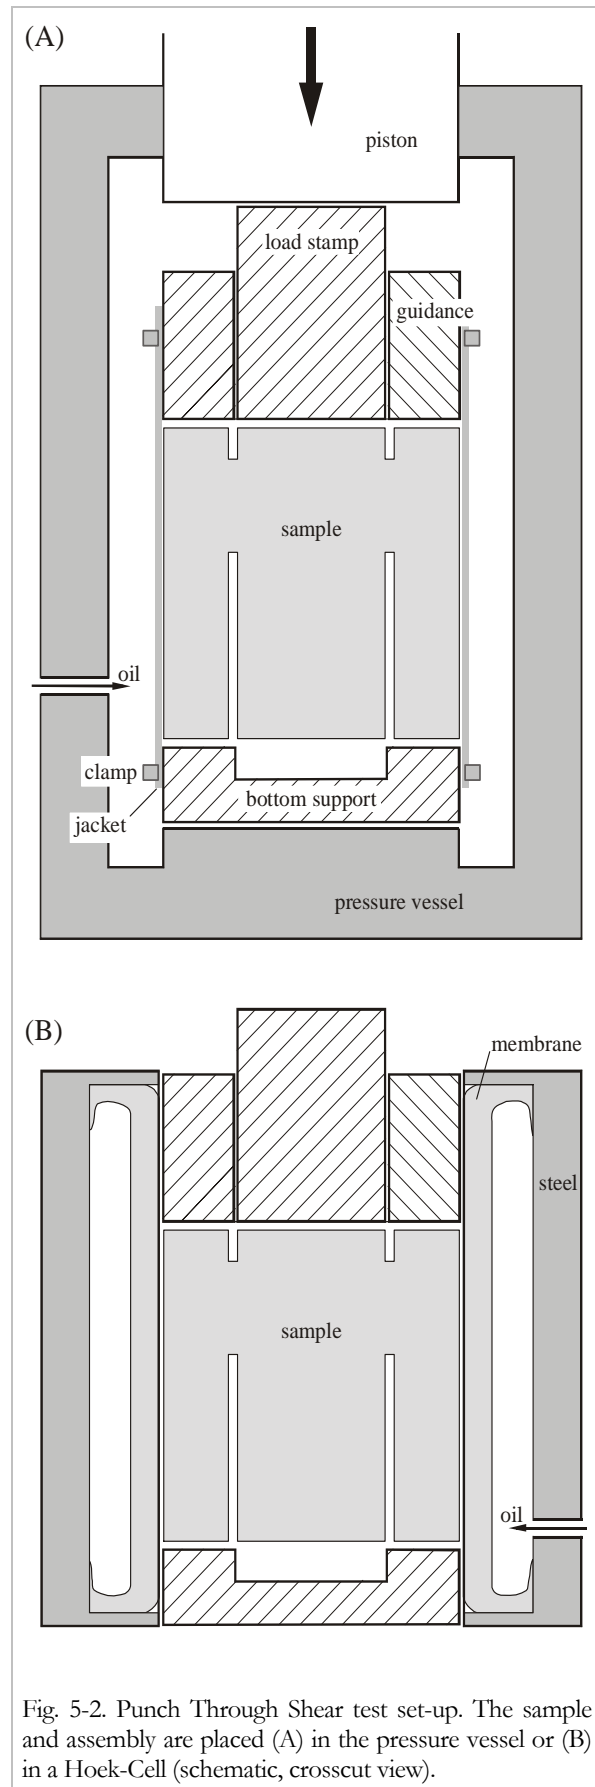 (A)
piston
load stamp
guidance
sample
oil
clamp
bottom support
jacket
pressure vessel
(B)
membrane
steel
sample
oil
Fig. 5-2. Punch Through Shear test set-up. The sample
and assembly are placed (A) in the pressure vessel or (B)
in a Hoek-Cell (schematic, crosscut view).